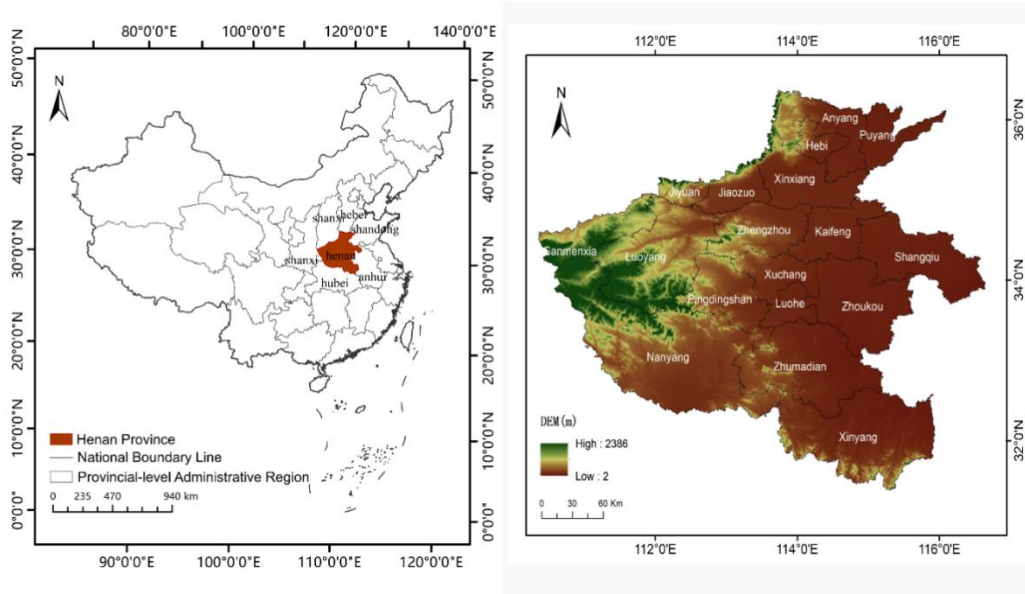 80°0'0"E 100°0'0"E 120°0'0"E 140°0'0"E
50°0'0"N
40°0'0"N
30°0'0"N
20°0'0"N
10°0'0"N
0°0'0"
N
shanxi
hebei
shandong
shanxi
henan
anhui
hubei
Henan Province
National Boundary Line
Provincial-level Administrative Region
0 235 470 940 km
50°0'0"N
40°0'0"N
30°0'0"N
20°0'0"N
10°0'0"N
0°0'0"
90°0'0"E 100°0'0"E 110°0'0"E 120°0'0"E
112°0'E 114°0'E 116°0'E
N
Anyang
Puyang
Hebi
Xinxiang
Jiyuan
Jiaozuo
Zhengzhou
Kaifeng
Sanmenxia
Luoyang
Shangqiu
Xuchang
Pingdingshan
Luohe
Zhoukou
Nanyang
Zhumadian
Xinyang
36°0'N
34°0'N
32°0'N
DEM(m)
High : 2386
Low : 2
0 30 60 Km
112°0'E 114°0'E 116°0'E